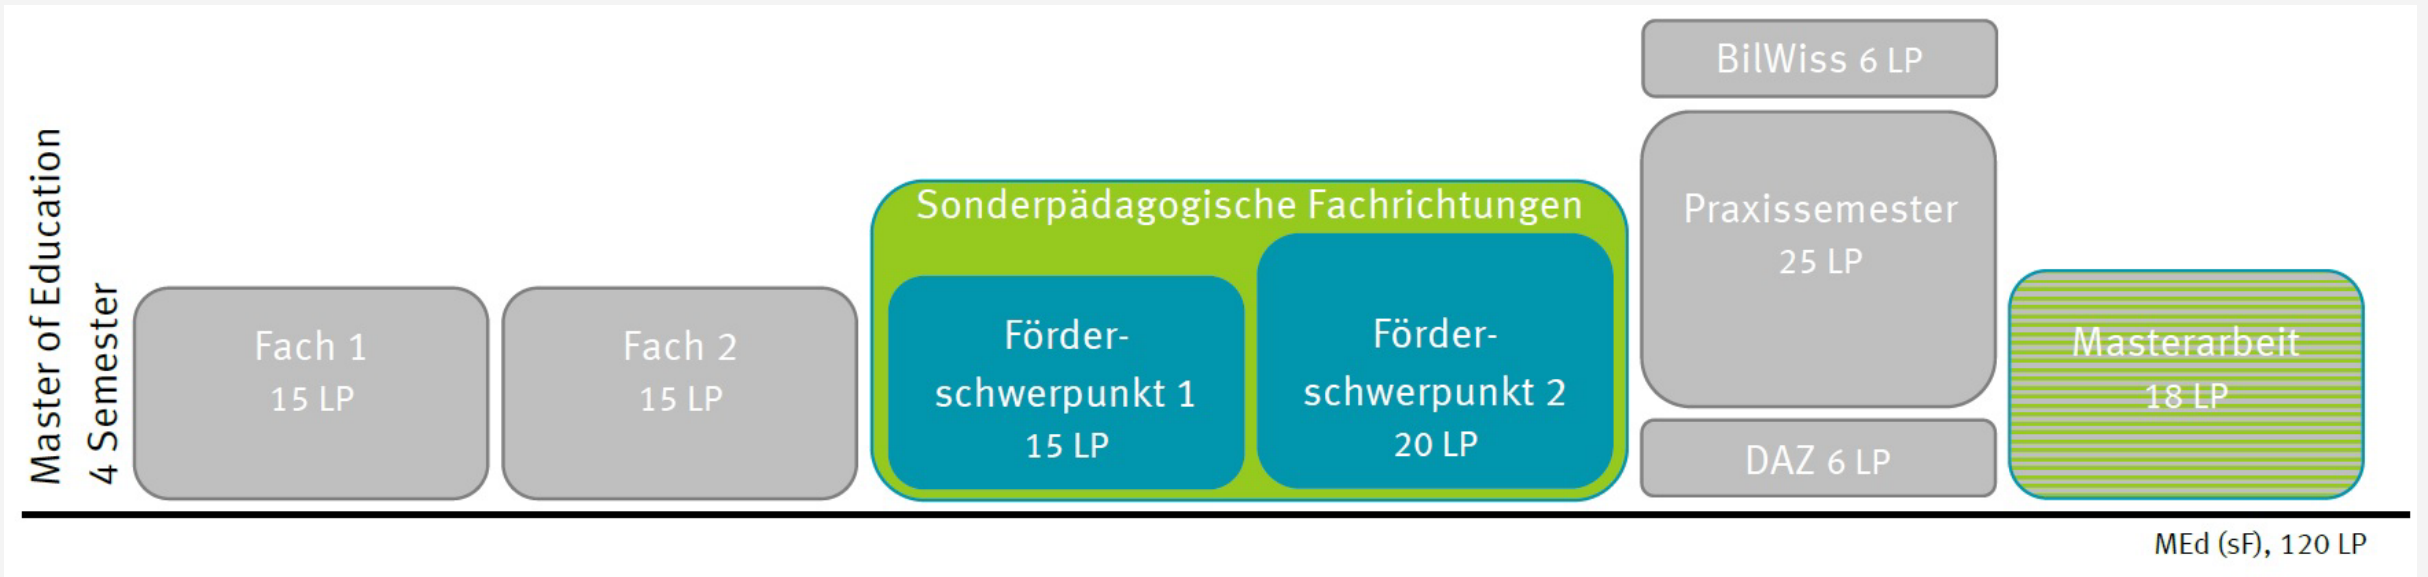 Master of Education
4 Semester
Fach 1
15 LP
Fach 2
15 LP
Sonderpädagogische Fachrichtungen
Förder-
schwerpunkt 1
15 LP
Förder-
schwerpunkt 2
20 LP
BilWiss 6 LP
Praxissemester
25 LP
DAZ 6 LP
Masterarbeit
18 LP
MEd (sF), 120 LP